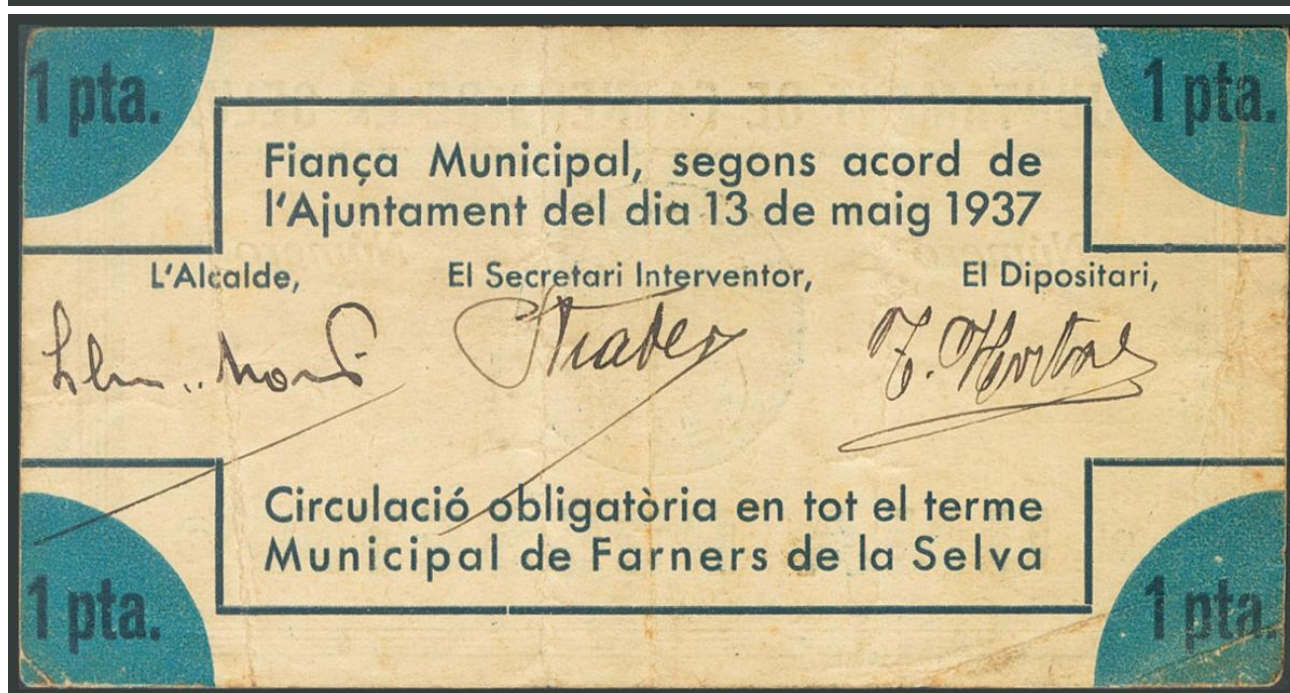 1 pta. 1 pta.
Fiança Municipal, segons acord de
l'Ajuntament del dia 13 de maig 1937
L'Alcalde, El Secretari Interventor, El Dipositari,
Circulació obligatòria en tot el terme
Municipal de Farners de la Selva
1 pta. 1 pta.